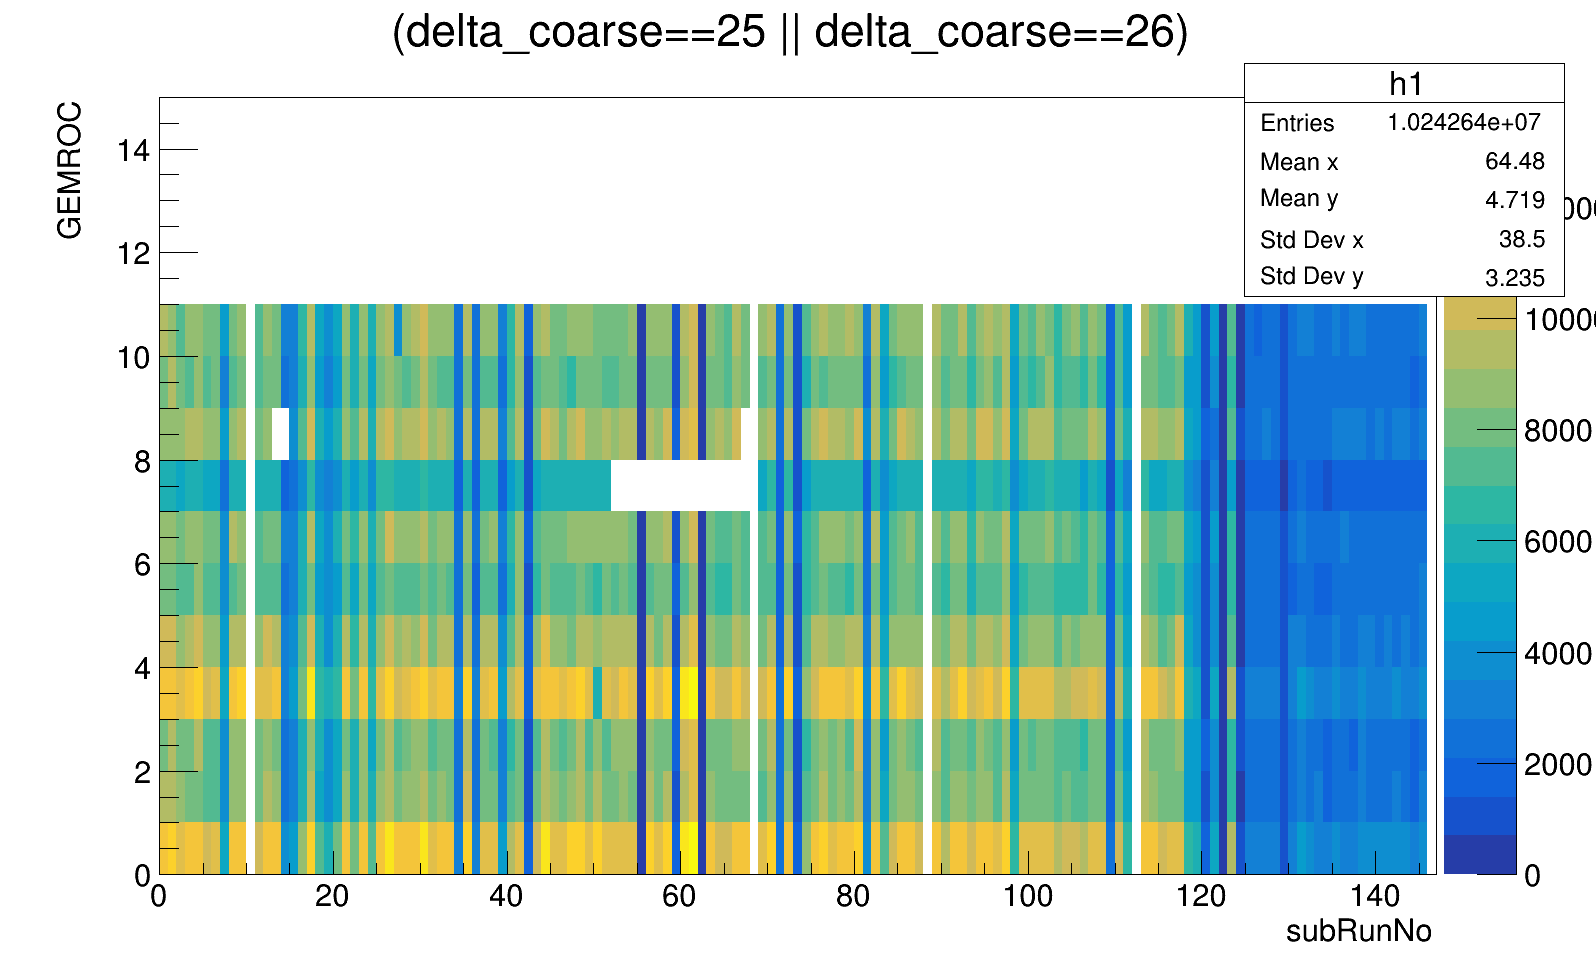 (delta_coarse==25 || delta_coarse==26)
h1
Entries 1.024264e+07
Mean x 64.48
Mean y 4.719
Std Dev x 38.5
Std Dev y 3.235
GEMROC
14
12
10
8
6
4
2
0
0 20 40 60 80 100 120 140
subRunNo
10000
8000
6000
4000
2000
0